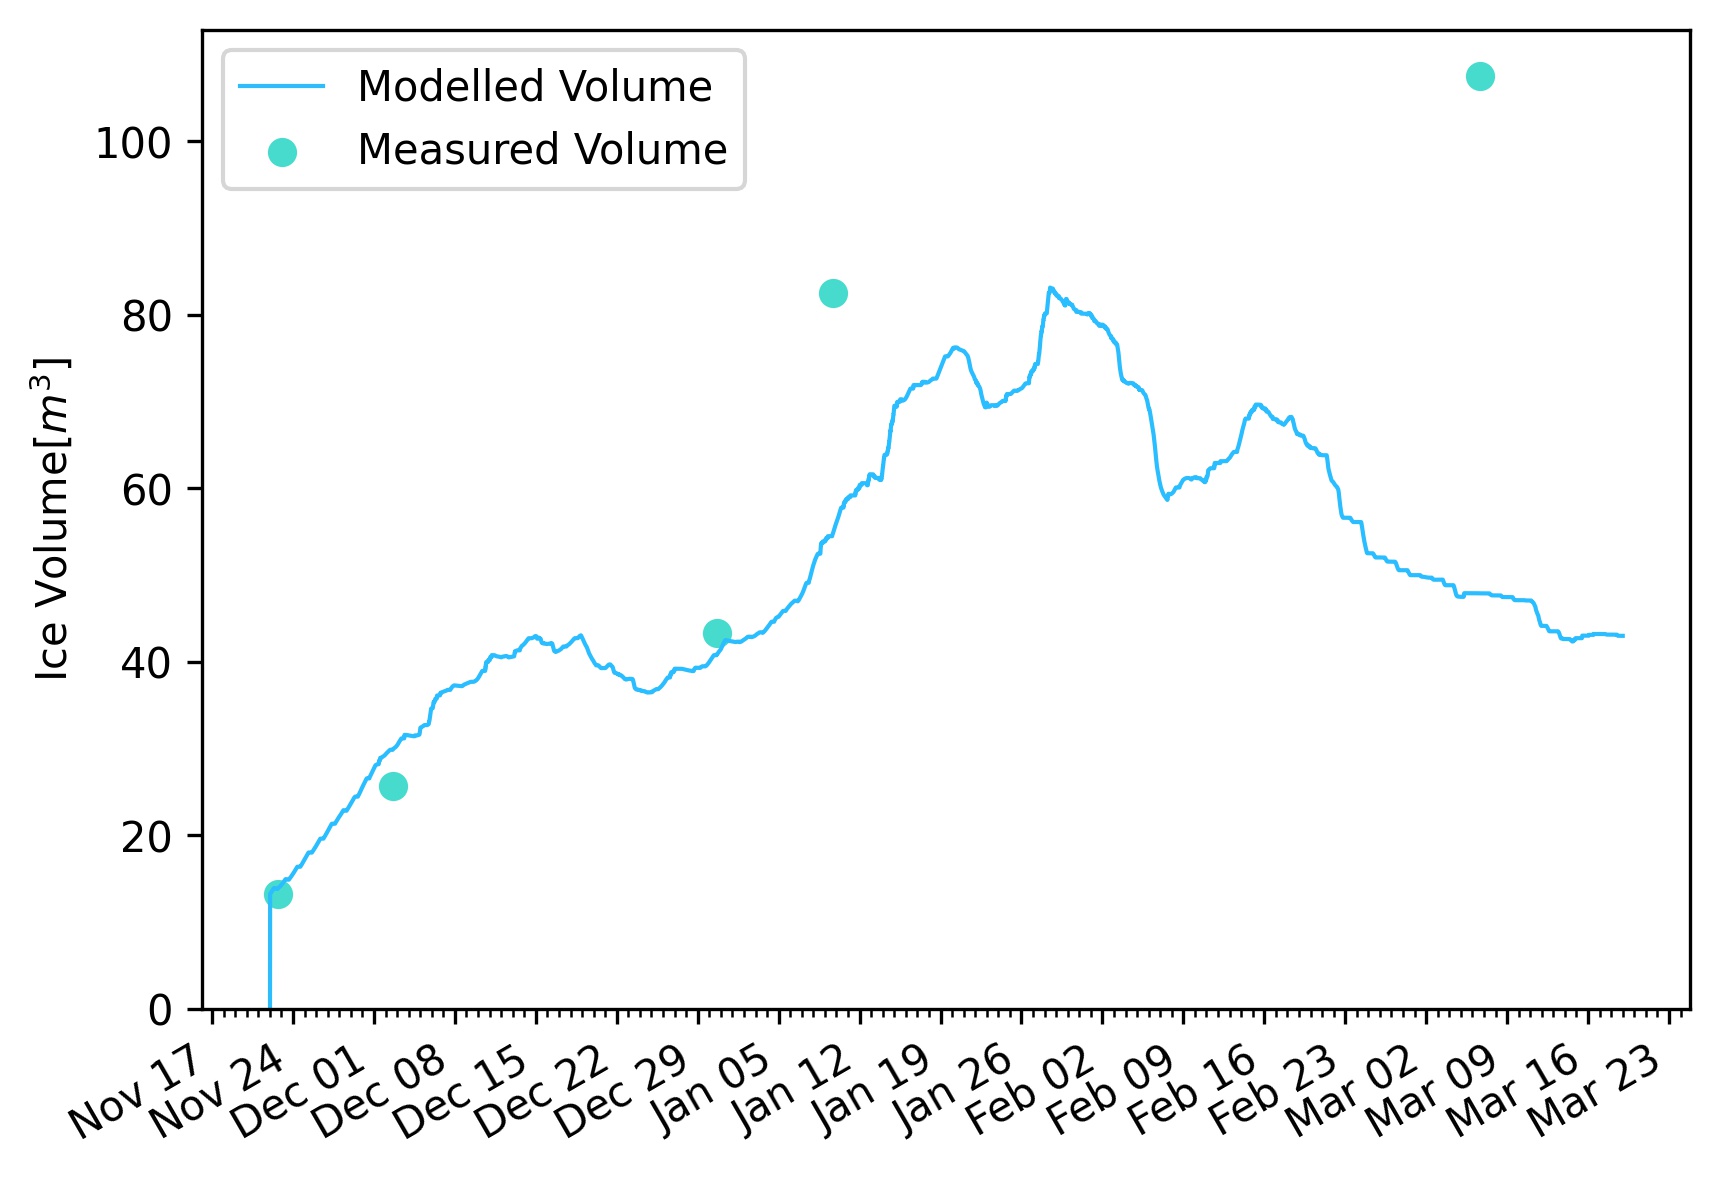 Modelled Volume
Measured Volume
Ice Volume[m³]
100
80
60
40
20
0
Nov 17
Nov 24
Dec 01
Dec 08
Dec 15
Dec 22
Dec 29
Jan 05
Jan 12
Jan 19
Jan 26
Feb 02
Feb 09
Feb 16
Feb 23
Mar 02
Mar 09
Mar 16
Mar 23